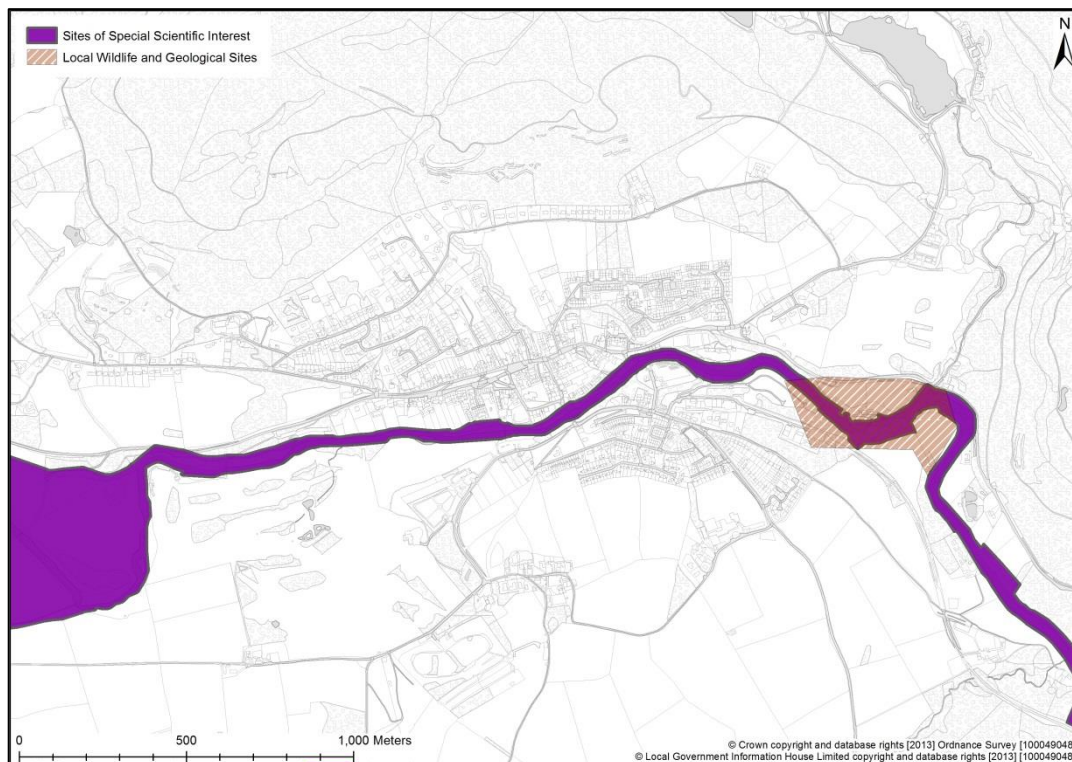 Sites of Special Scientific Interest
Local Wildlife and Geological Sites
N
0 500 1,000 Meters
© Crown copyright and database rights [2013] Ordnance Survey [100049048
© Local Government Information House Limited copyright and database rights [2013] [100049048